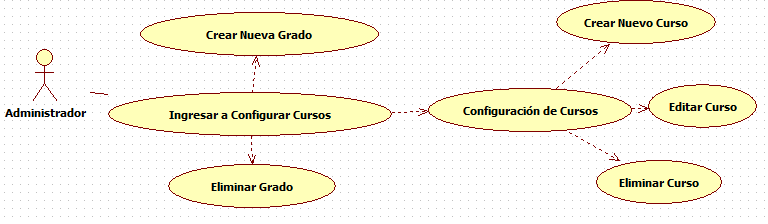 Crear Nuevo Curso
Crear Nueva Grado
Administrador
Ingresar a Configurar Cursos
Configuración de Cursos
Editar Curso
Eliminar Grado
Eliminar Curso